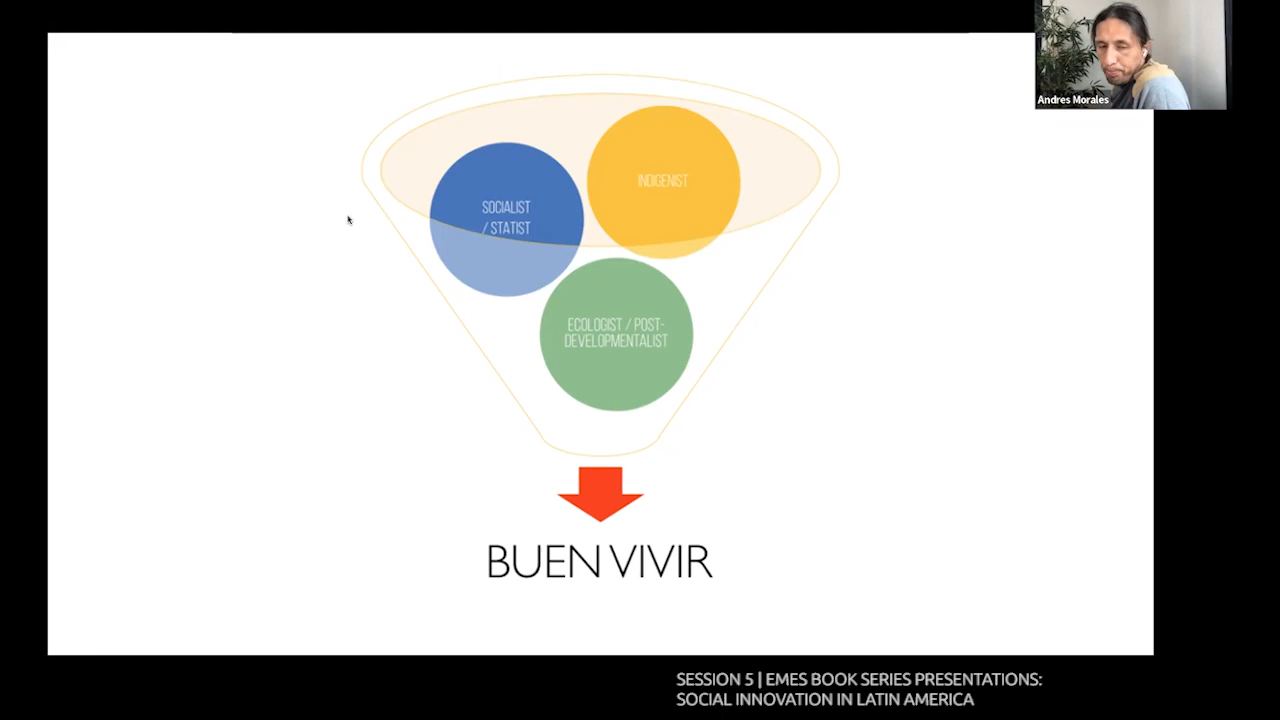 Andres Morales
INDIGENIST
SOCIALIST
/ STATIST
ECOLOGIST / POST-
DEVELOPMENTALIST
BUEN VIVIR
SESSION 5 | EMES BOOK SERIES PRESENTATIONS:
SOCIAL INNOVATION IN LATIN AMERICA